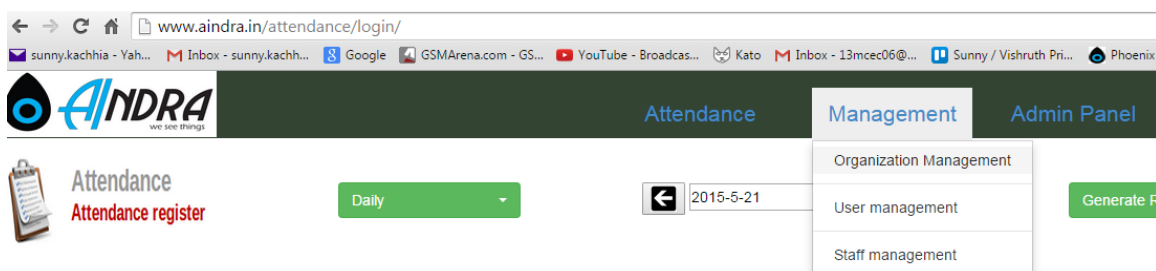 www.aindra.in/attendance/login/
sunny.kachhia - Yah... Inbox - sunny.kachh... Google GSMArena.com - GS... YouTube - Broadcas... Kato Inbox - 13mcec06@... Sunny / Vishruth Pri... Phoenix
AINDRA
we see things
Attendance Management Admin Panel
Organization Management
Attendance
Attendance register
Daily
2015-5-21
User management
Generate R
Staff management